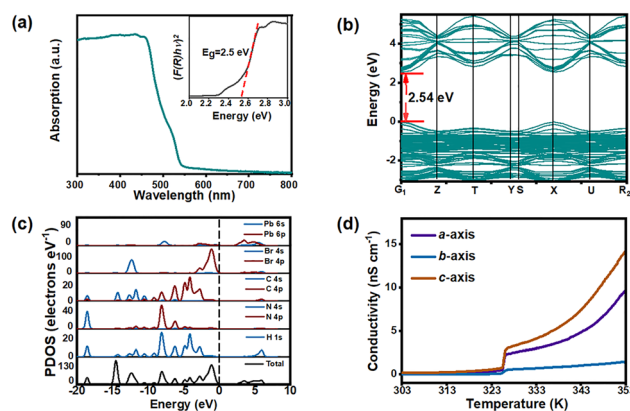 (a)
Absorption (a.u.)
Wavelength (nm)
300 400 500 600 700 800
(F(R)hν)²
Eg=2.5 eV
2.0 2.2 2.4 2.6 2.8 3.0
Energy (eV)
(b)
Energy (eV)
4
2
0
-2
2.54 eV
G₁ Z T Y S X U R₂
(c)
PDOS (electrons eV⁻¹)
90
0
Pb 6s
Pb 6p
100
0
Br 4s
Br 4p
20
0
C 4s
C 4p
40
0
N 4s
N 4p
20
0
H 1s
130
0
Total
-20 -15 -10 -5 0 5 10
Energy (eV)
(d)
Conductivity (nS cm⁻¹)
15
10
5
0
a-axis
b-axis
c-axis
303 313 323 333 343 35
Temperature (K)